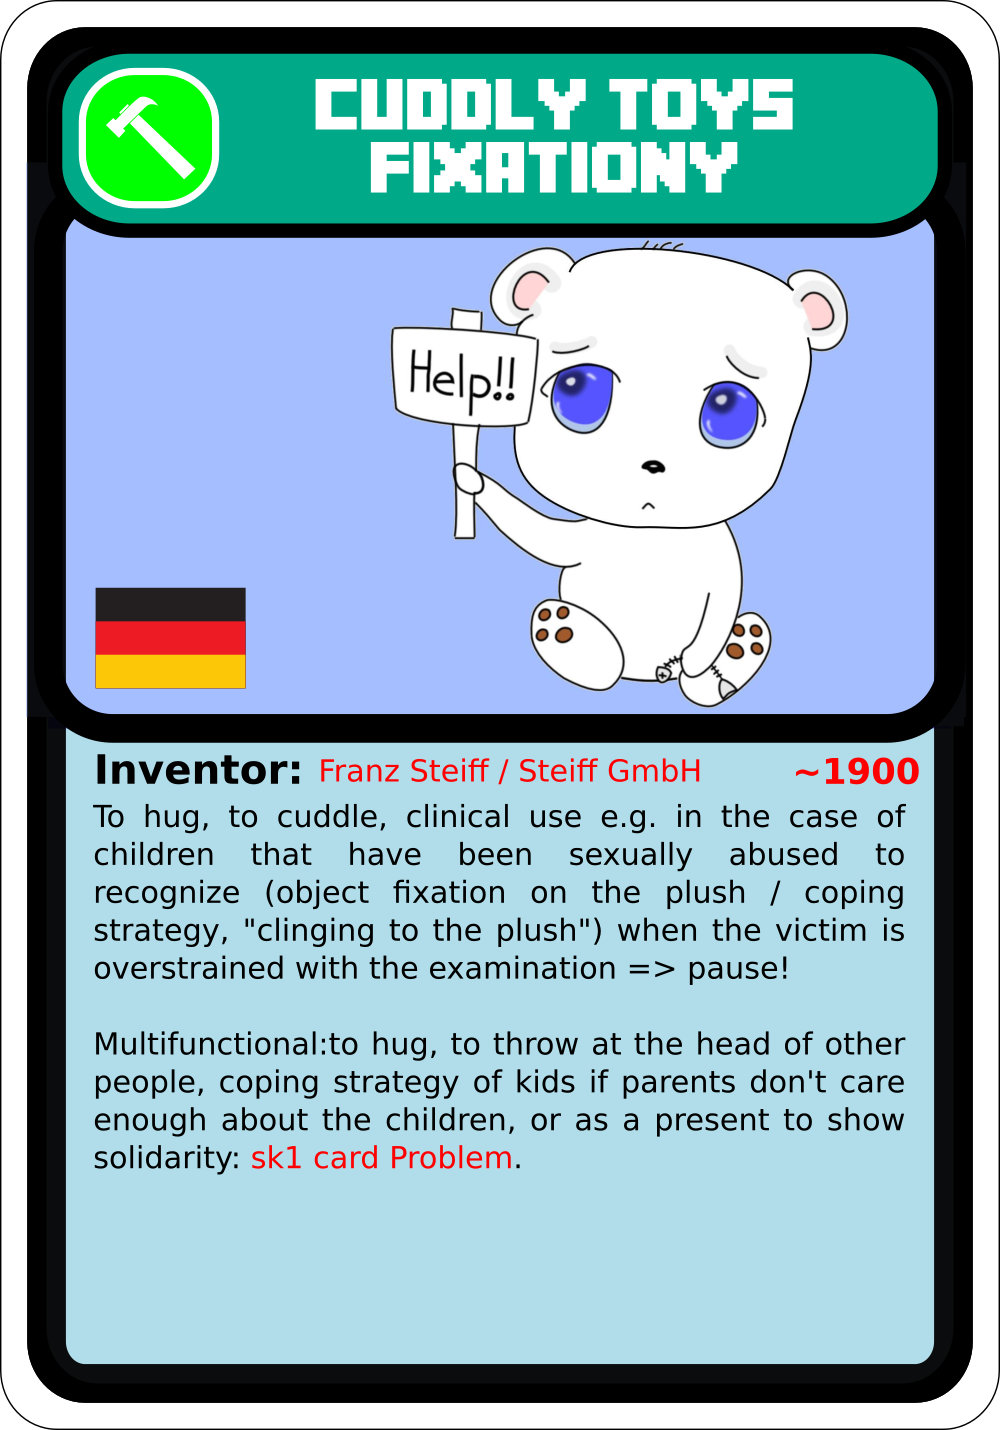 CUDDLY TOYS
FIXATIONY
Help!!
Inventor: Franz Steiff / Steiff GmbH ~1900
To hug, to cuddle, clinical use e.g. in the case of
children that have been sexually abused to
recognize (object fixation on the plush / coping
strategy, "clinging to the plush") when the victim is
overstrained with the examination => pause!
Multifunctional:to hug, to throw at the head of other
people, coping strategy of kids if parents don't care
enough about the children, or as a present to show
solidarity: sk1 card Problem.